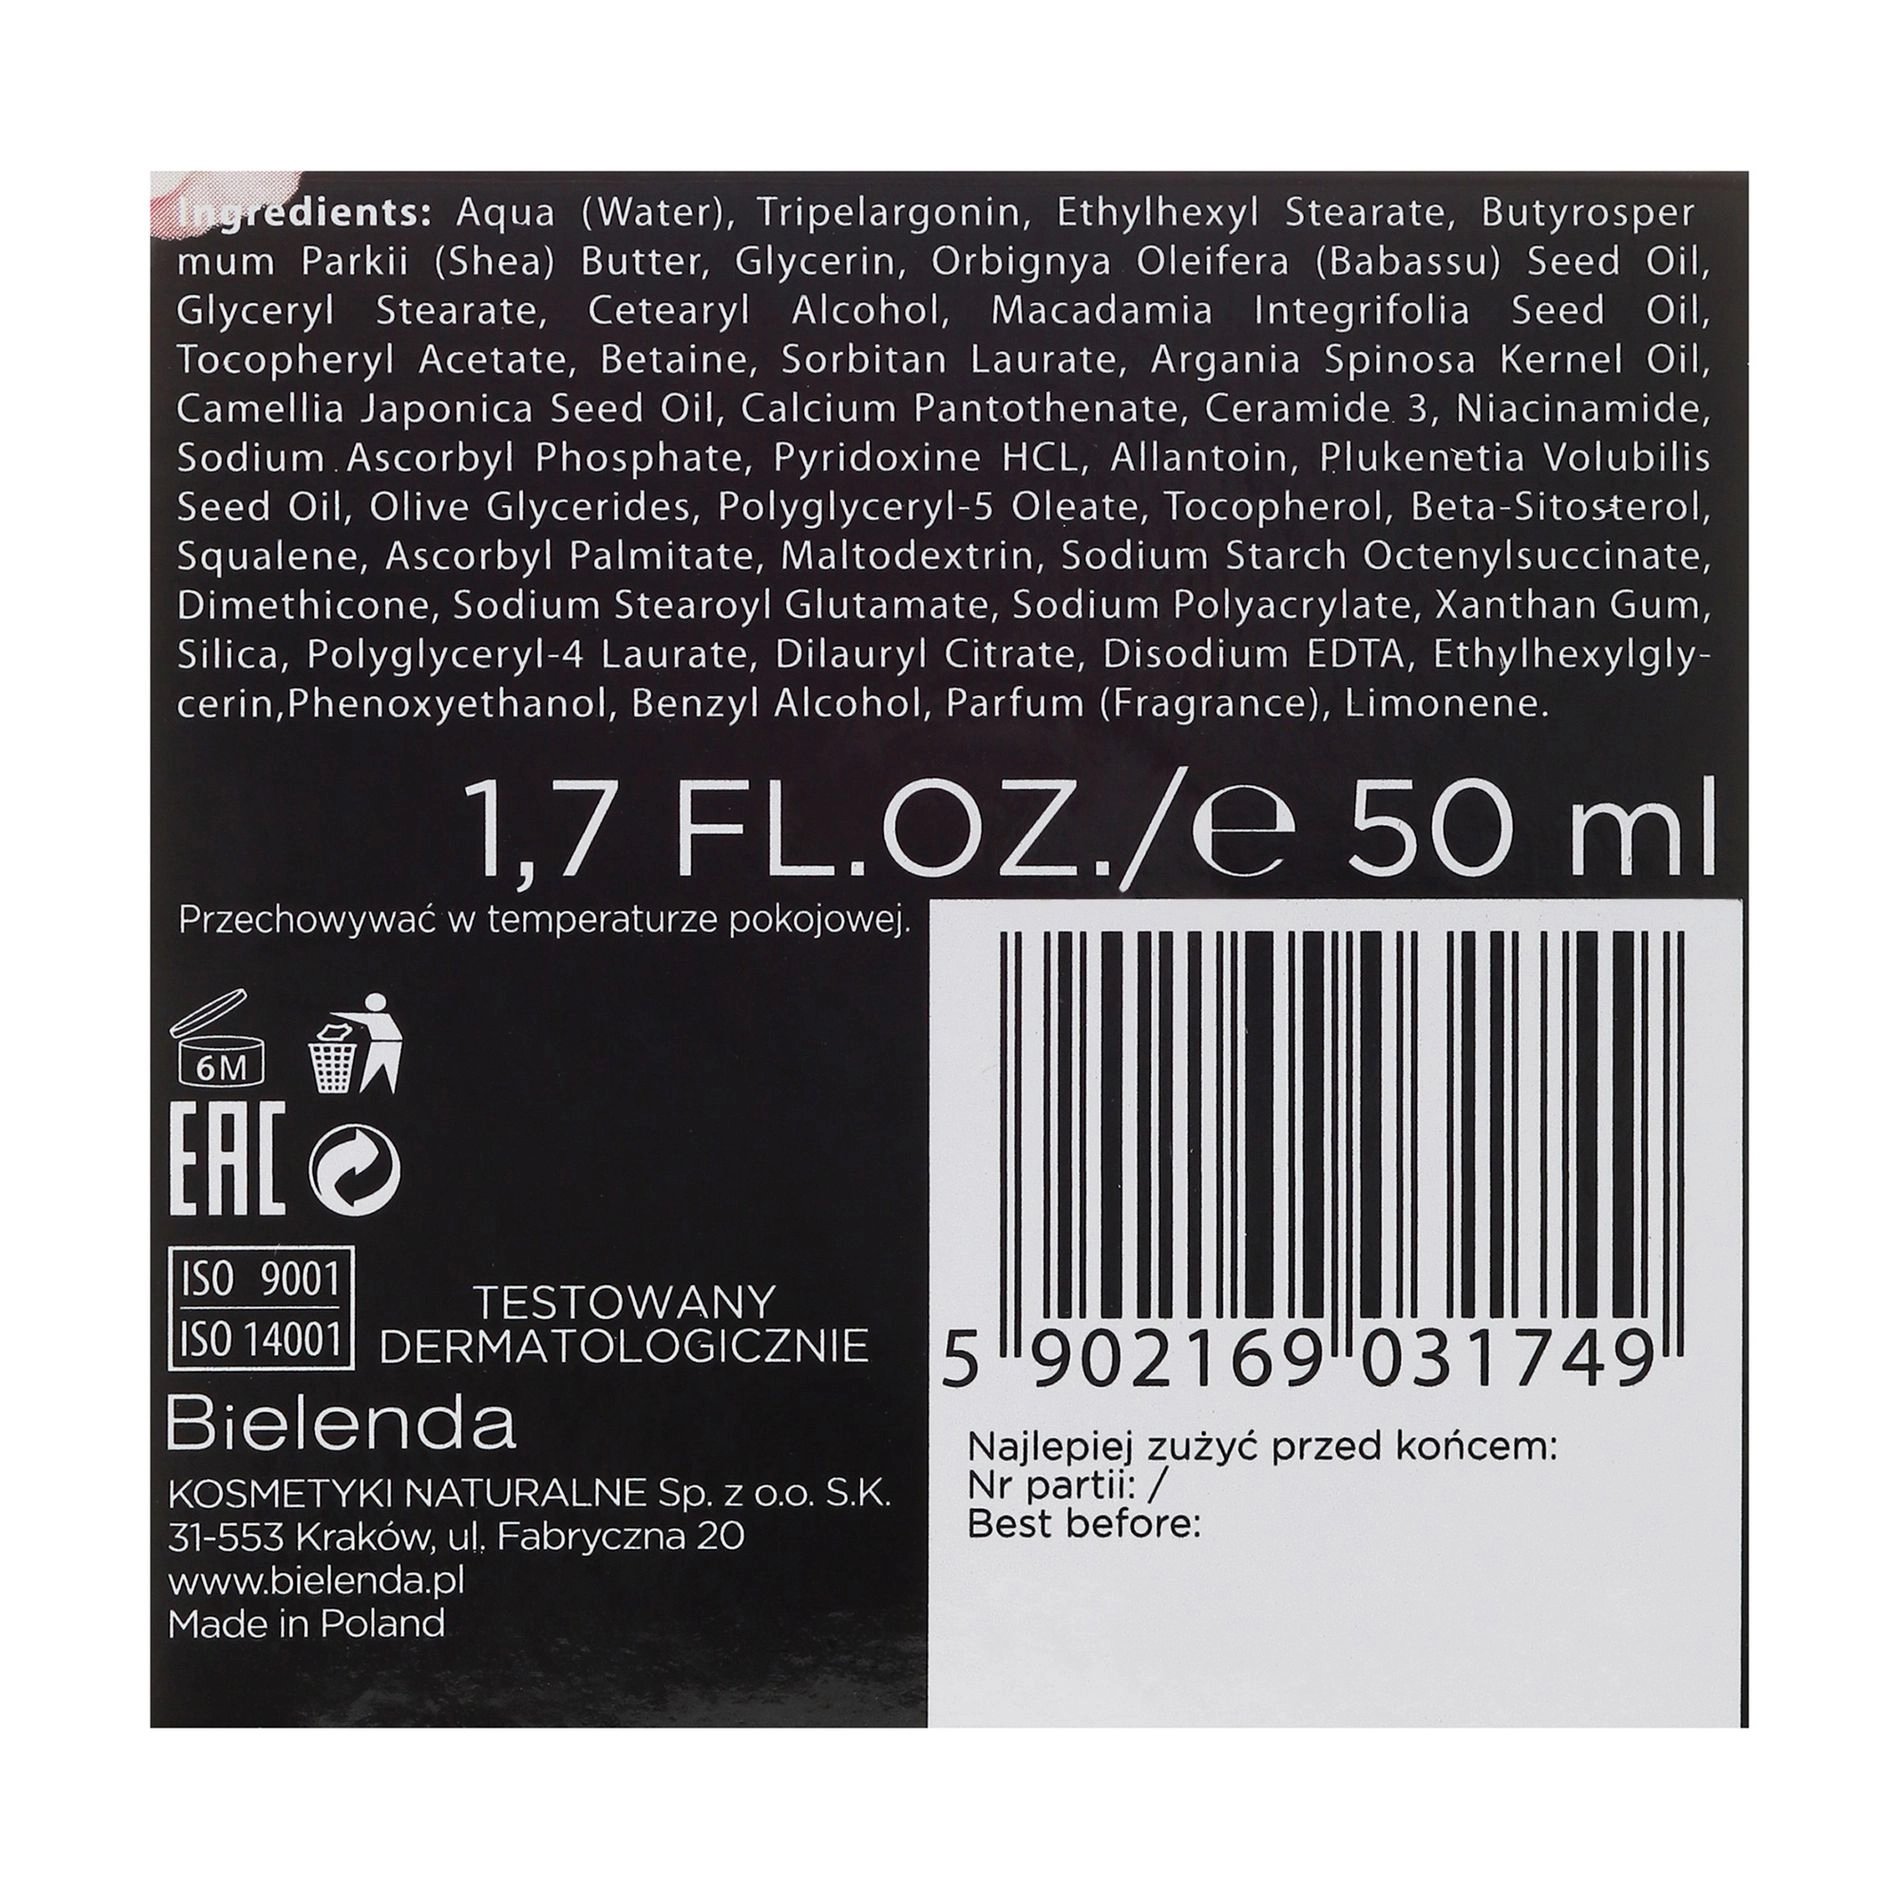 Ingredients: Aqua (Water), Tripelargonin, Ethylhexyl Stearate, Butyrosper
mum Parkii (Shea) Butter, Glycerin, Orbignya Oleifera (Babassu) Seed Oil,
Glyceryl Stearate, Cetearyl Alcohol, Macadamia Integrifolia Seed Oil,
Tocopheryl Acetate, Betaine, Sorbitan Laurate, Argania Spinosa Kernel Oil,
Camellia Japonica Seed Oil, Calcium Pantothenate, Ceramide 3, Niacinamide,
Sodium Ascorbyl Phosphate, Pyridoxine HCL, Allantoin, Plukenetia Volubilis
Seed Oil, Olive Glycerides, Polyglyceryl-5 Oleate, Tocopherol, Beta-Sitosterol,
Squalene, Ascorbyl Palmitate, Maltodextrin, Sodium Starch Octenylsuccinate,
Dimethicone, Sodium Stearoyl Glutamate, Sodium Polyacrylate, Xanthan Gum,
Silica, Polyglyceryl-4 Laurate, Dilauryl Citrate, Disodium EDTA, Ethylhexylgly-
cerin,Phenoxyethanol, Benzyl Alcohol, Parfum (Fragrance), Limonene.
1,7 FL.OZ./℮ 50 ml
Przechowywać w temperaturze pokojowej.
6M
EAC
ISO 9001
ISO 14001
TESTOWANY
DERMATOLOGICZNIE
Bielenda
KOSMETYKI NATURALNE Sp. z o.o. S.K.
31-553 Kraków, ul. Fabryczna 20
www.bielenda.pl
Made in Poland
5 902169 031749
Najlepiej zużyć przed końcem:
Nr partii: /
Best before: